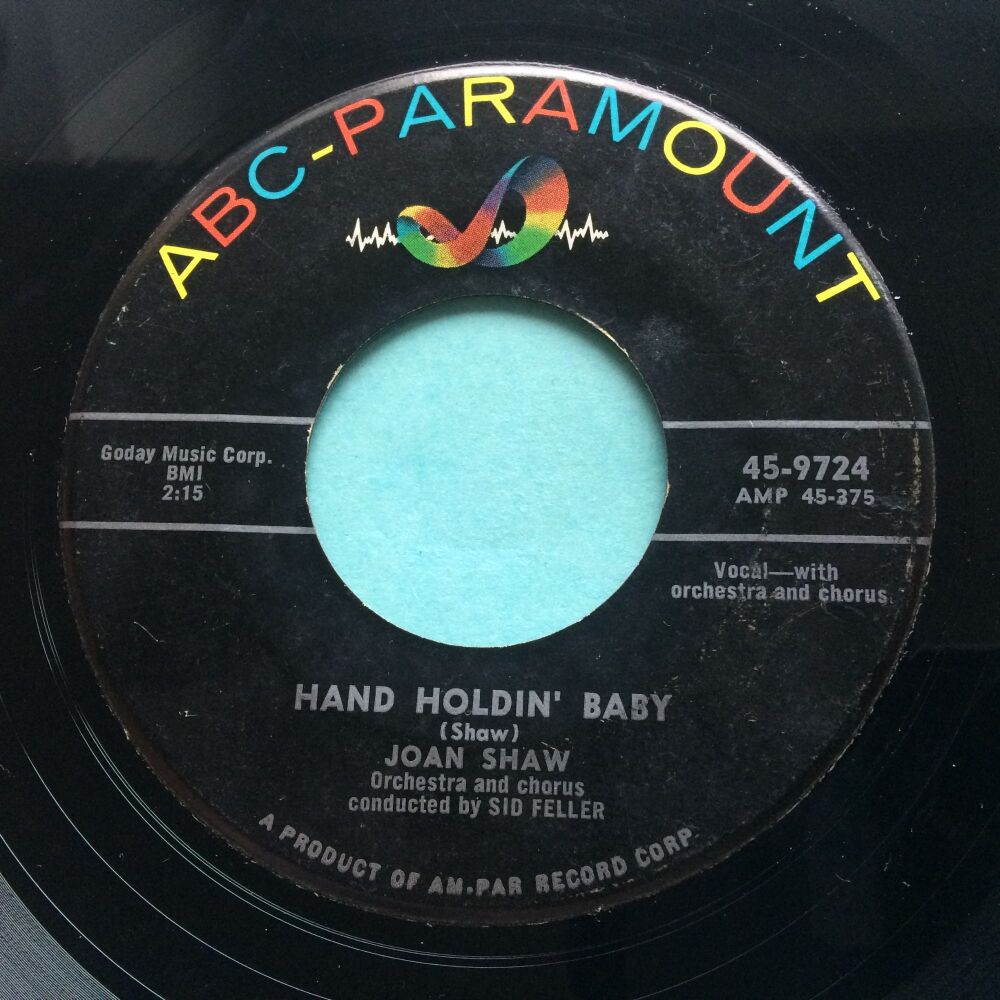 ABC-PARAMOUNT
Goday Music Corp.
BMI
2:15
45-9724
AMP 45-375
Vocal—with
orchestra and chorus
HAND HOLDIN' BABY
(Shaw)
JOAN SHAW
Orchestra and chorus
conducted by SID FELLER
A PRODUCT OF AM-PAR RECORD CORP.